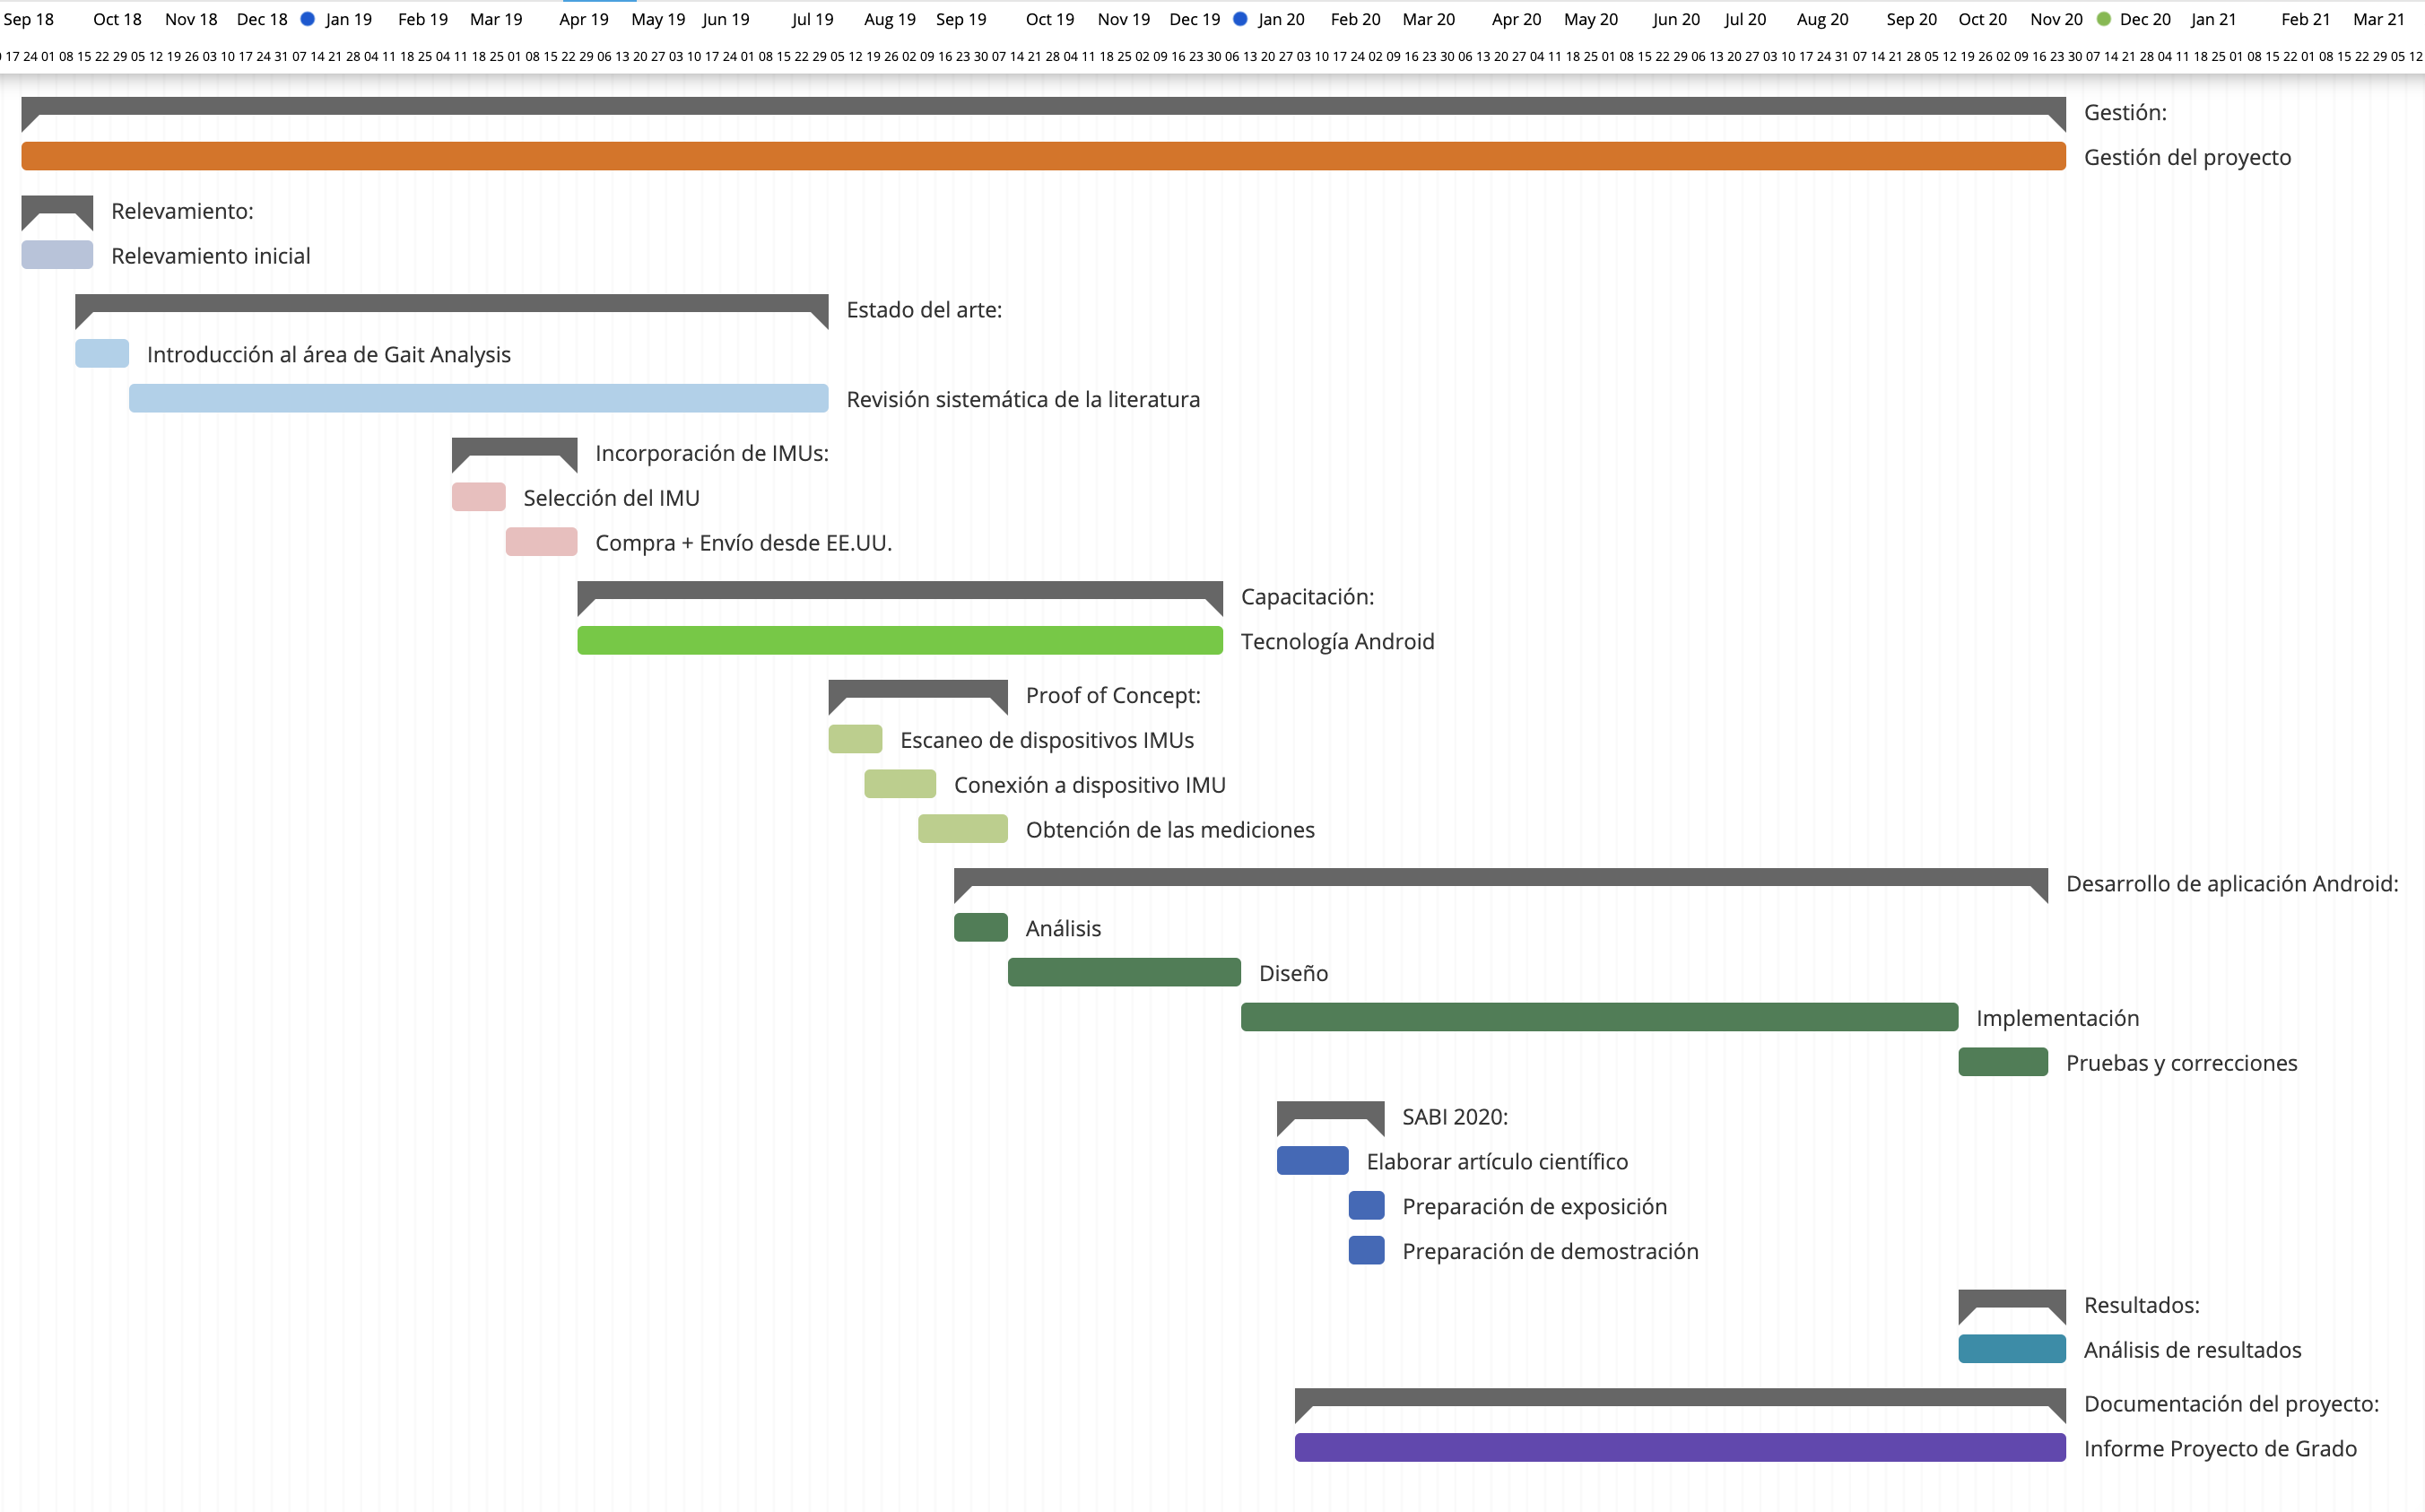 Sep 18 Oct 18 Nov 18 Dec 18 Jan 19 Feb 19 Mar 19 Apr 19 May 19 Jun 19 Jul 19 Aug 19 Sep 19 Oct 19 Nov 19 Dec 19 Jan 20 Feb 20 Mar 20 Apr 20 May 20 Jun 20 Jul 20 Aug 20 Sep 20 Oct 20 Nov 20 Dec 20 Jan 21 Feb 21 Mar 21
17 24 01 08 15 22 29 05 12 19 26 03 10 17 24 31 07 14 21 28 04 11 18 25 04 11 18 25 01 08 15 22 29 06 13 20 27 03 10 17 24 01 08 15 22 29 05 12 19 26 02 09 16 23 30 07 14 21 28 04 11 18 25 02 09 16 23 30 06 13 20 27 03 10 17 24 02 09 16 23 30 06 13 20 27 04 11 18 25 01 08 15 22 29 06 13 20 27 03 10 17 24 31 07 14 21 28 05 12 19 26 02 09 16 23 30 07 14 21 28 04 11 18 25 01 08 15 22 01 08 15 22 29 05 12
Gestión:
Gestión del proyecto
Relevamiento:
Relevamiento inicial
Estado del arte:
Introducción al área de Gait Analysis
Revisión sistemática de la literatura
Incorporación de IMUs:
Selección del IMU
Compra + Envío desde EE.UU.
Capacitación:
Tecnología Android
Proof of Concept:
Escaneo de dispositivos IMUs
Conexión a dispositivo IMU
Obtención de las mediciones
Desarrollo de aplicación Android:
Análisis
Diseño
Implementación
Pruebas y correcciones
SABI 2020:
Elaborar artículo científico
Preparación de exposición
Preparación de demostración
Resultados:
Análisis de resultados
Documentación del proyecto:
Informe Proyecto de Grado